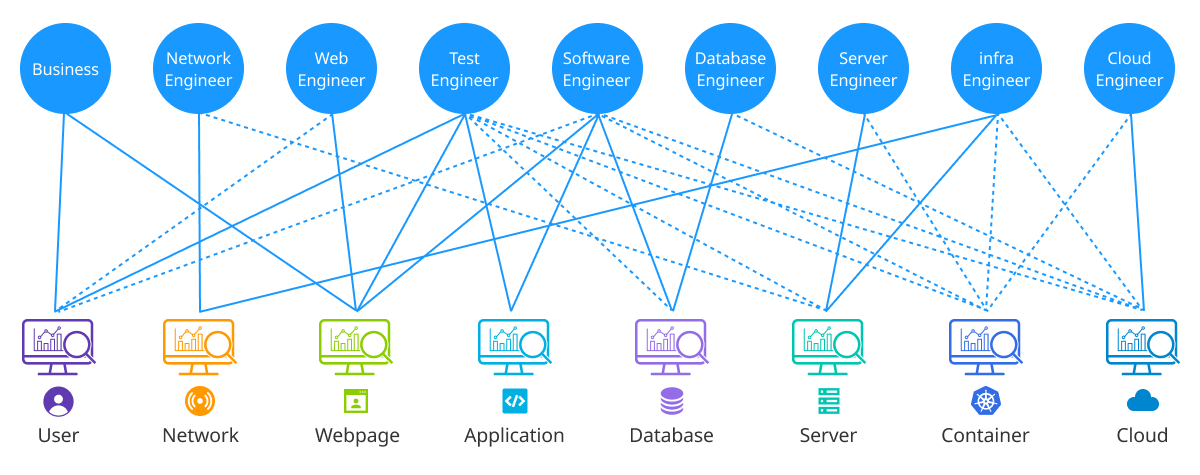 Business
Network
Engineer
Web
Engineer
Test
Engineer
Software
Engineer
Database
Engineer
Server
Engineer
infra
Engineer
Cloud
Engineer
User
Network
Webpage
Application
Database
Server
Container
Cloud